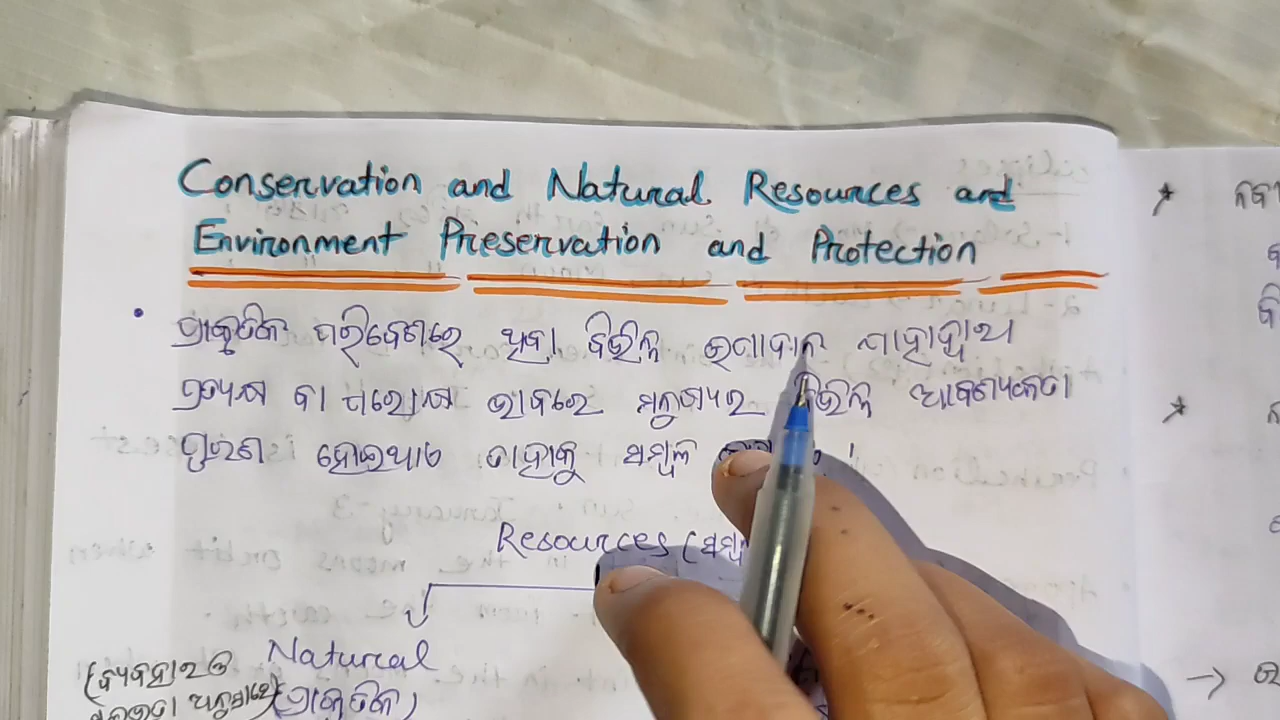 Conservation and Natural Resources and
Environment Preservation and Protection
• ପ୍ରାକୃତିକ ପରିବେଶରେ ଥିବା ବିଭିନ୍ନ ଉପାଦାନ ଯାହାଦ୍ୱାରା
ପ୍ରତ୍ୟକ୍ଷ ବା ପରୋକ୍ଷ ଭାବରେ ମନୁଷ୍ୟର ବିଭିନ୍ନ ଆବଶ୍ୟକତା
ପୂରଣ ହୋଇଥାଏ ତାହାକୁ ସମ୍ବଳ
Resources
Natural
(ପ୍ରାକୃତିକ)